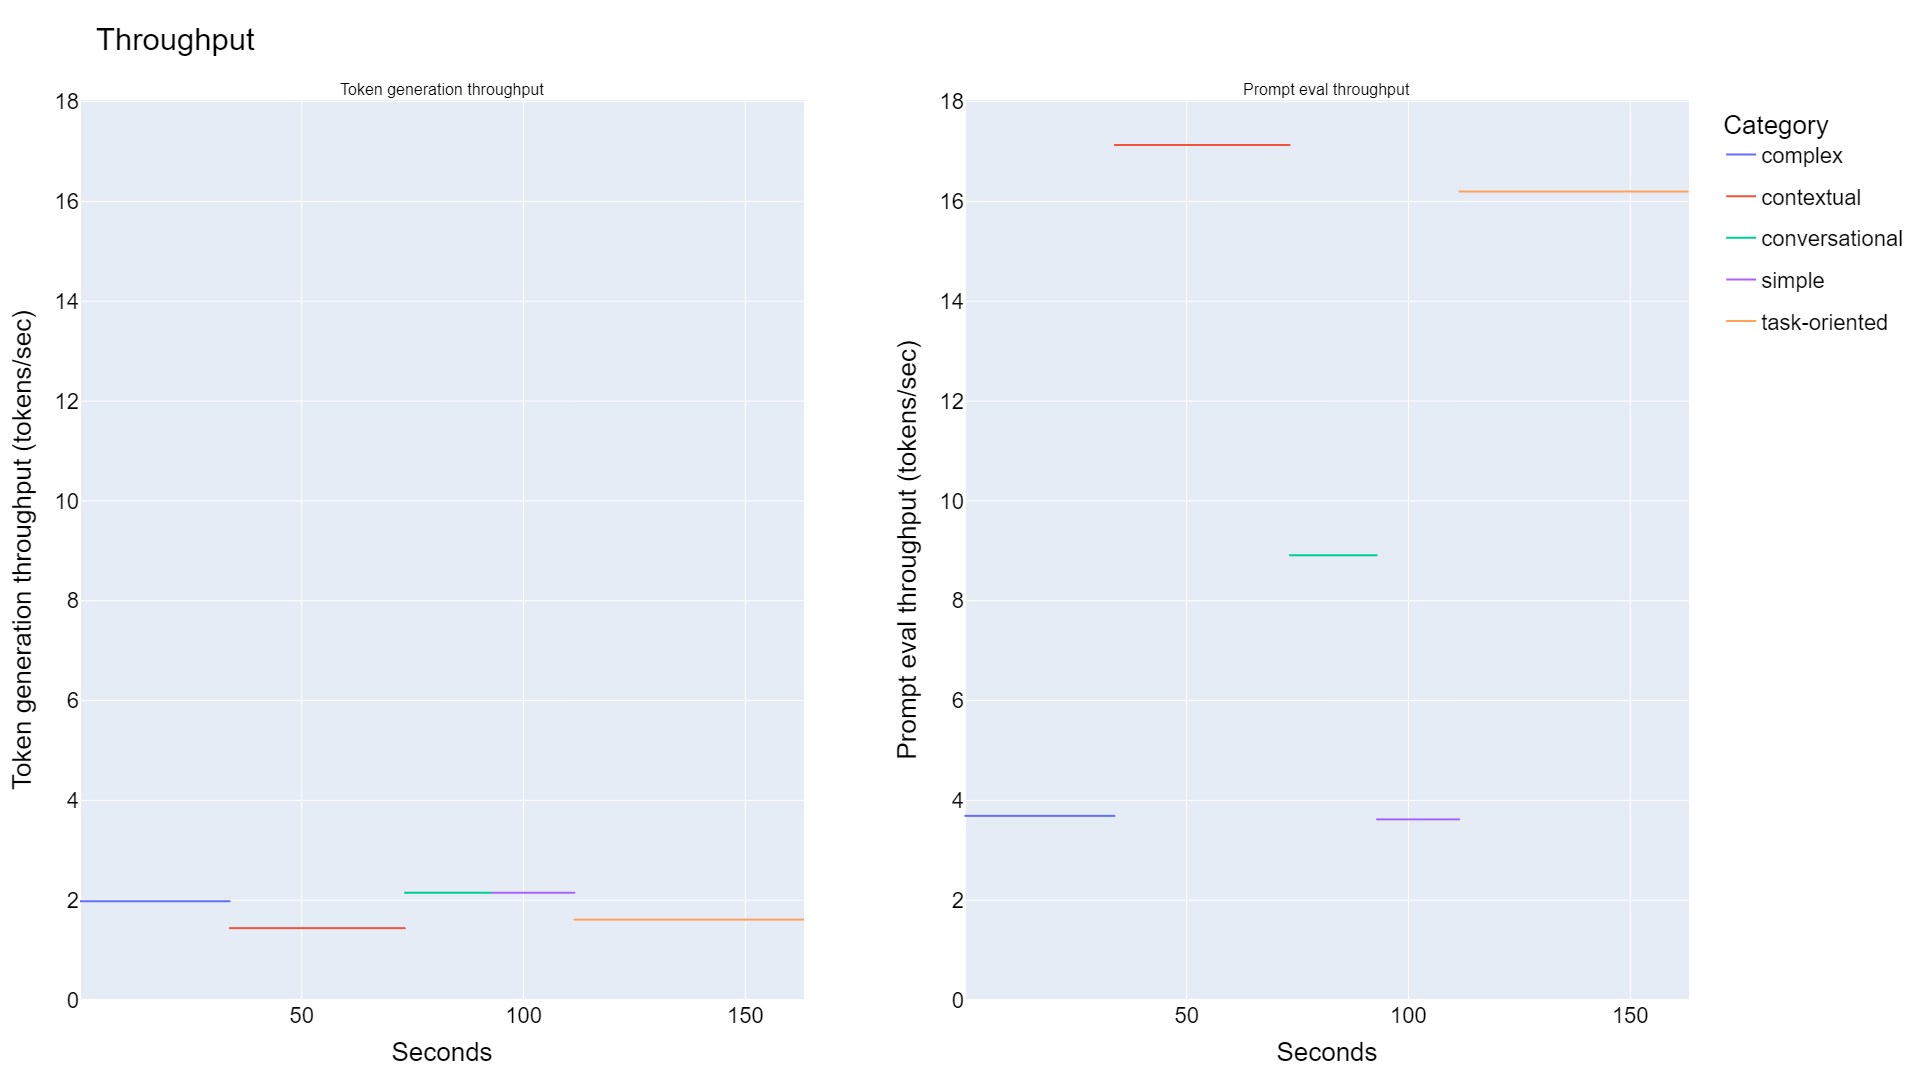 Throughput
Token generation throughput
Prompt eval throughput
18
16
14
12
10
8
6
4
2
0
50
100
150
Seconds
Token generation throughput (tokens/sec)
18
16
14
12
10
8
6
4
2
0
50
100
150
Seconds
Prompt eval throughput (tokens/sec)
Category
complex
contextual
conversational
simple
task-oriented